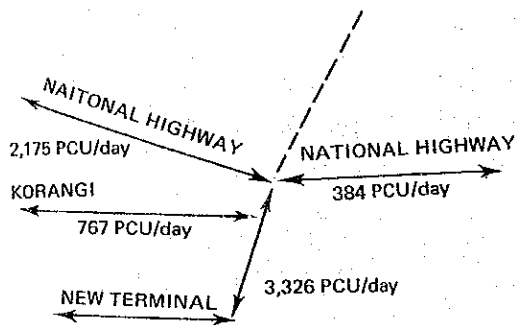 NAITONAL HIGHWAY
2,175 PCU/day
NATIONAL HIGHWAY
384 PCU/day
KORANGI
767 PCU/day
3,326 PCU/day
NEW TERMINAL